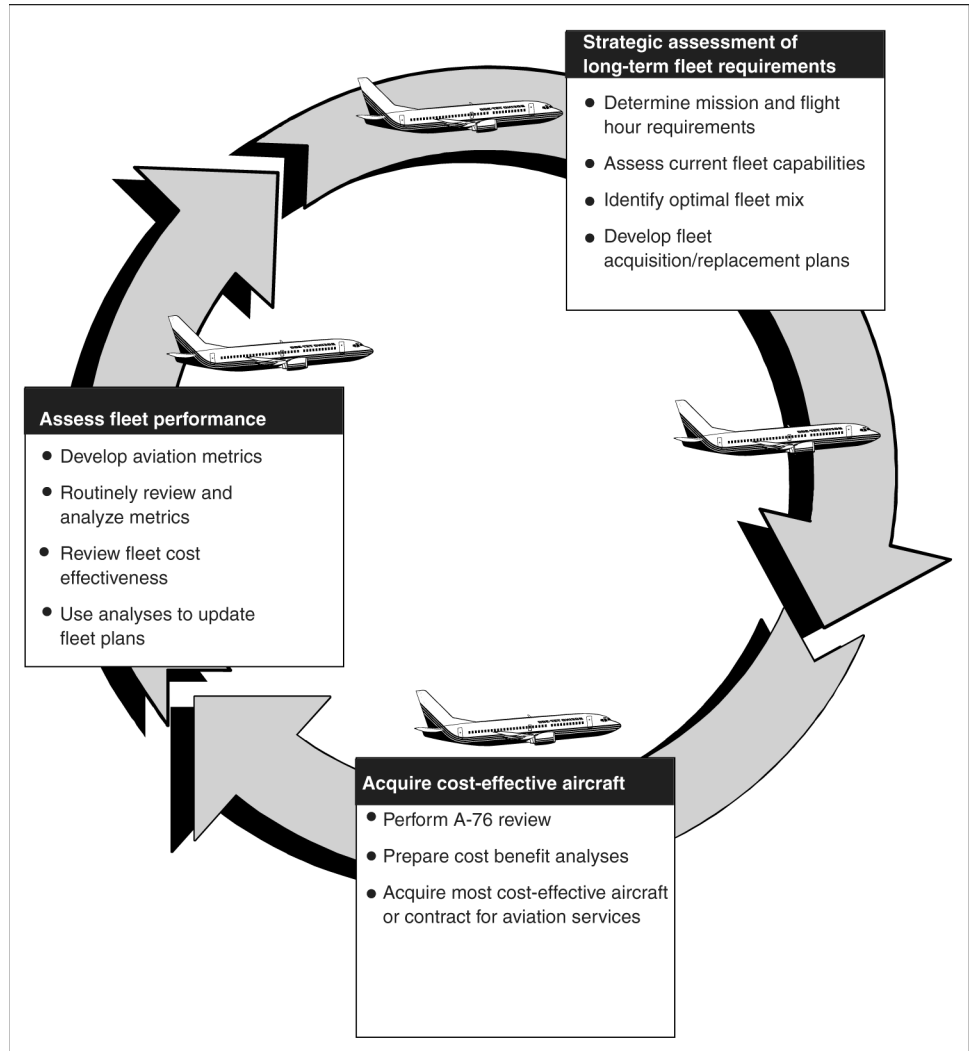 Strategic assessment of
long-term fleet requirements
● Determine mission and flight
hour requirements
● Assess current fleet capabilities
● Identify optimal fleet mix
● Develop fleet
acquisition/replacement plans
Assess fleet performance
● Develop aviation metrics
● Routinely review and
analyze metrics
● Review fleet cost
effectiveness
● Use analyses to update
fleet plans
Acquire cost-effective aircraft
● Perform A-76 review
● Prepare cost benefit analyses
● Acquire most cost-effective aircraft
or contract for aviation services